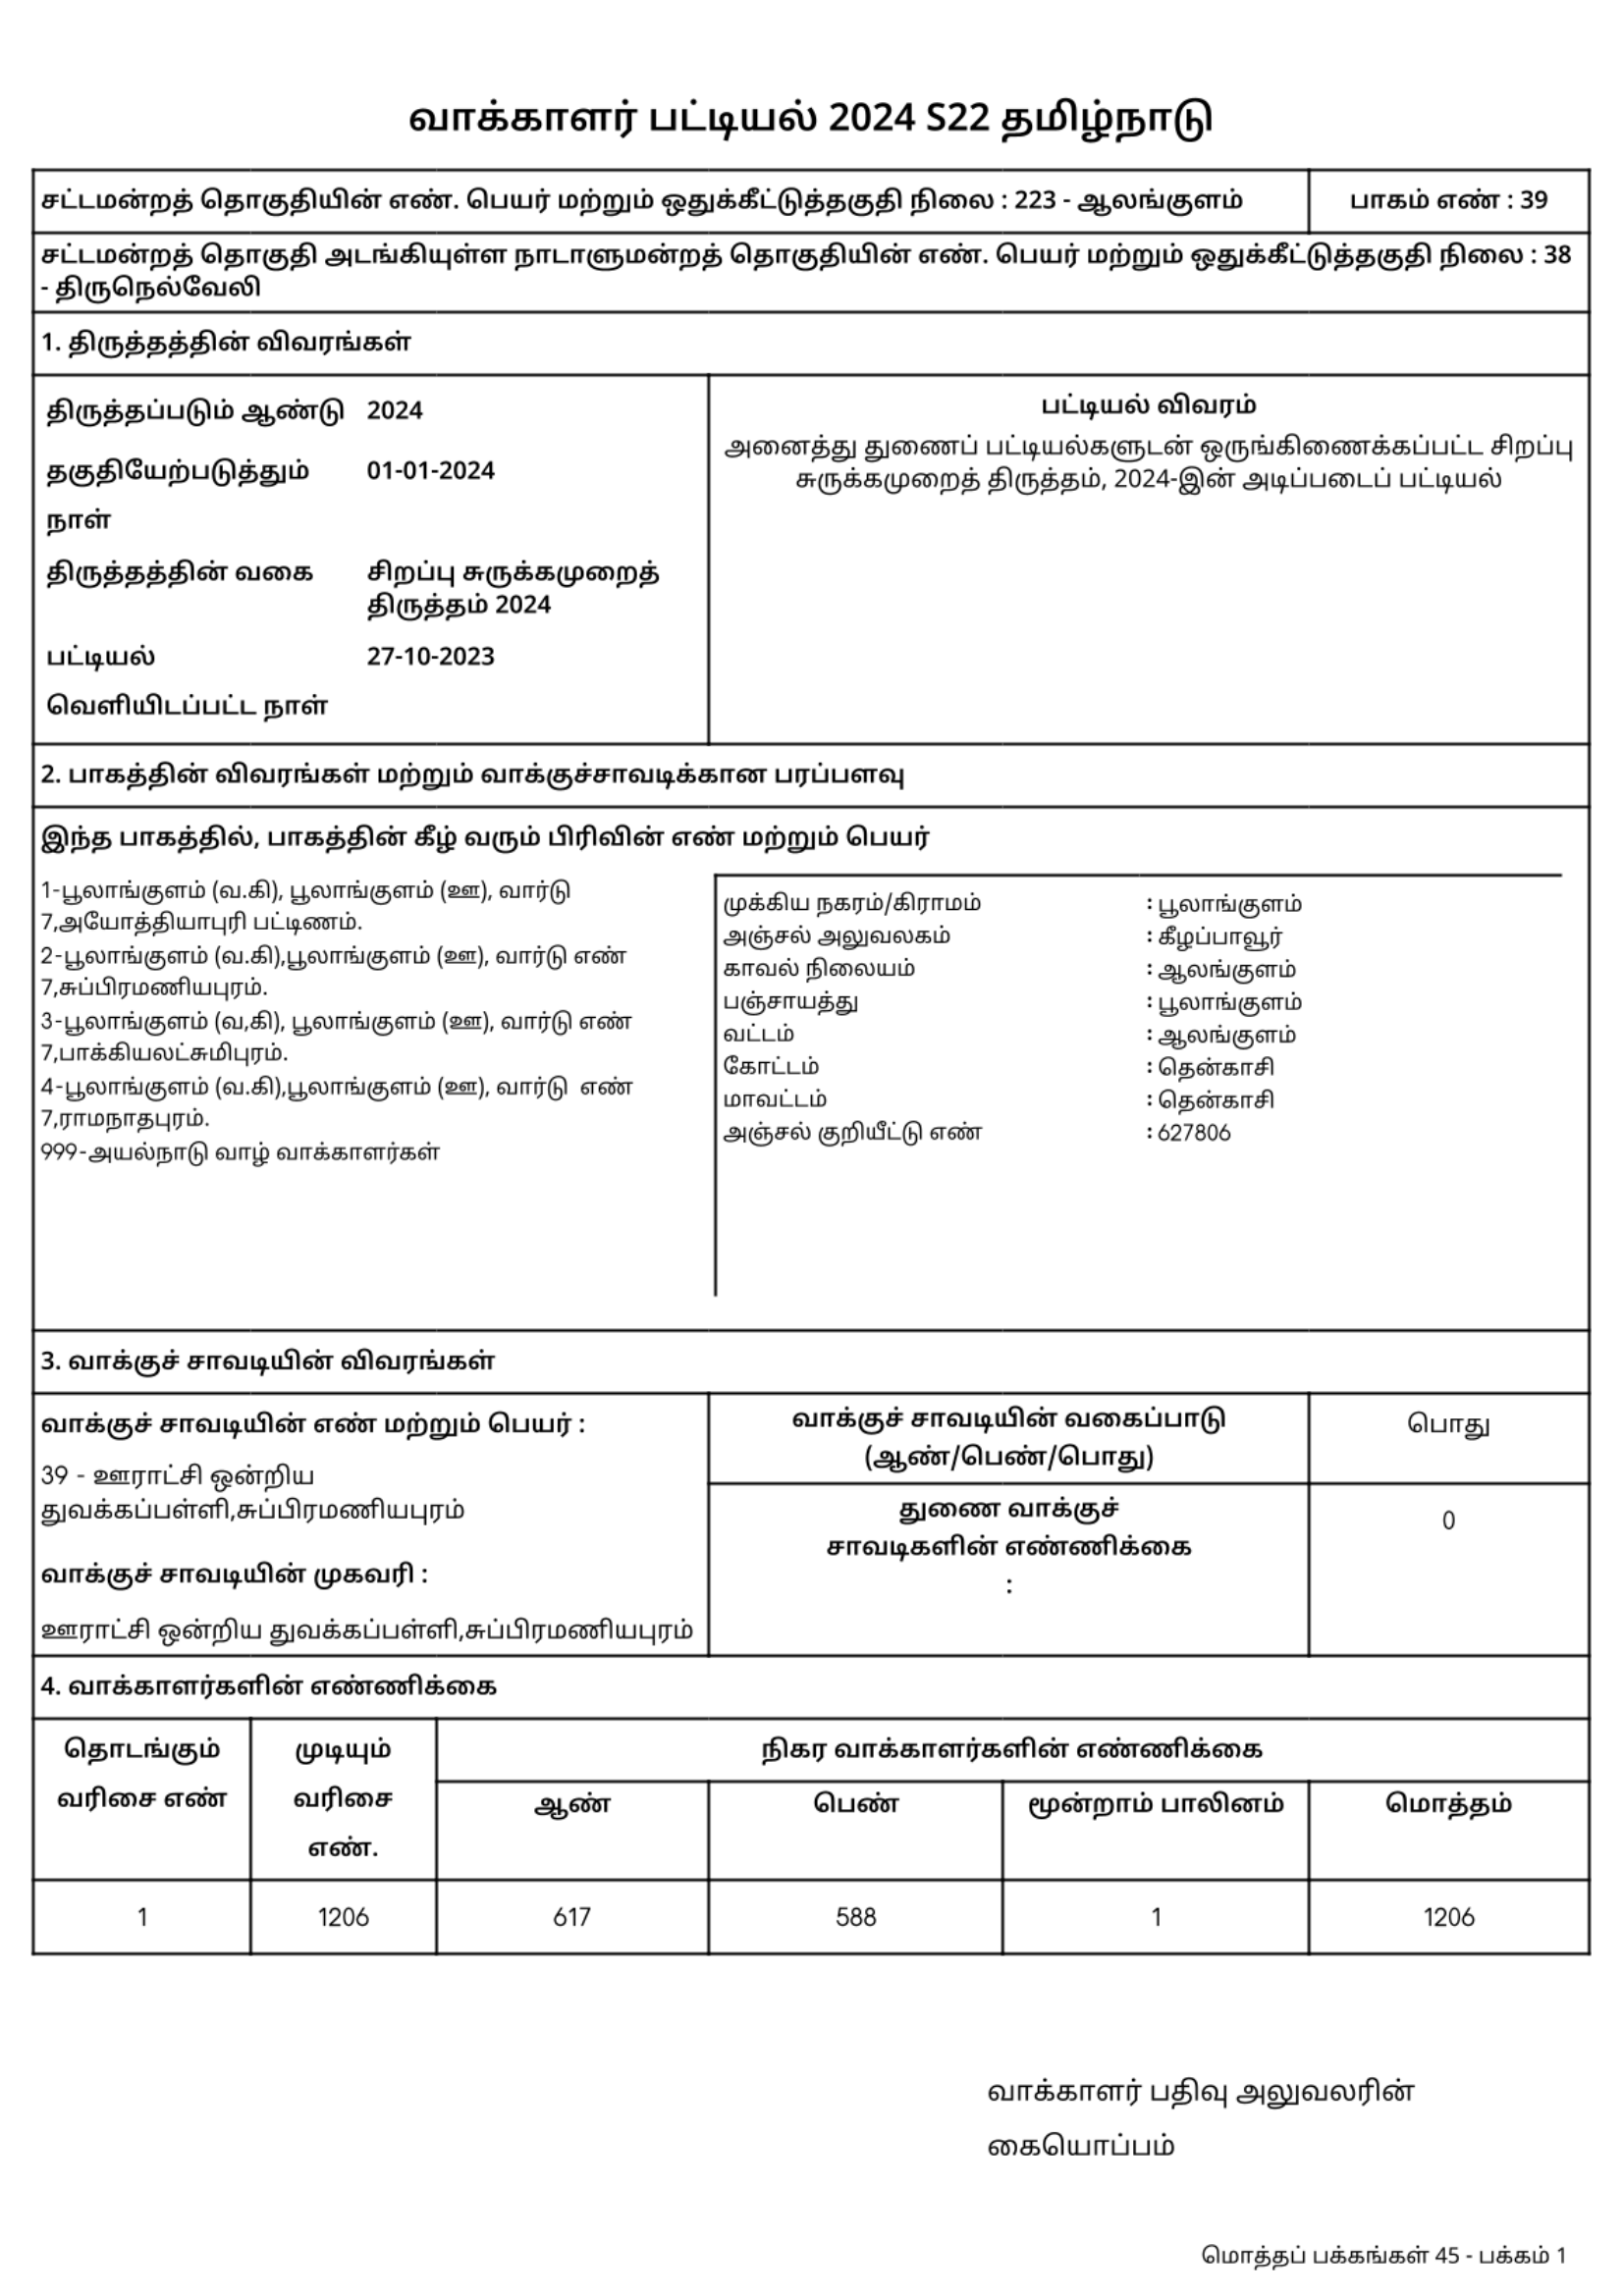 வாக்காளர் பட்டியல் 2024 S22 தமிழ்நாடு
சட்டமன்றத் தொகுதியின் எண். பெயர் மற்றும் ஒதுக்கீட்டுத்தகுதி நிலை : 223 - ஆலங்குளம்
பாகம் எண் : 39
சட்டமன்றத் தொகுதி அடங்கியுள்ள நாடாளுமன்றத் தொகுதியின் எண். பெயர் மற்றும் ஒதுக்கீட்டுத்தகுதி நிலை : 38
- திருநெல்வேலி
1. திருத்தத்தின் விவரங்கள்
திருத்தப்படும் ஆண்டு 2024
தகுதியேற்படுத்தும் 01-01-2024
நாள்
திருத்தத்தின் வகை சிறப்பு சுருக்கமுறைத்
திருத்தம் 2024
பட்டியல் 27-10-2023
வெளியிடப்பட்ட நாள்
பட்டியல் விவரம்
அனைத்து துணைப் பட்டியல்களுடன் ஒருங்கிணைக்கப்பட்ட சிறப்பு
சுருக்கமுறைத் திருத்தம், 2024-இன் அடிப்படைப் பட்டியல்
2. பாகத்தின் விவரங்கள் மற்றும் வாக்குச்சாவடிக்கான பரப்பளவு
இந்த பாகத்தில், பாகத்தின் கீழ் வரும் பிரிவின் எண் மற்றும் பெயர்
1-பூலாங்குளம் (வ.கி), பூலாங்குளம் (ஊ), வார்டு
7,அயோத்தியாபுரி பட்டிணம்.
2-பூலாங்குளம் (வ.கி),பூலாங்குளம் (ஊ), வார்டு எண்
7,சுப்பிரமணியபுரம்.
3-பூலாங்குளம் (வ,கி), பூலாங்குளம் (ஊ), வார்டு எண்
7,பாக்கியலட்சுமிபுரம்.
4-பூலாங்குளம் (வ.கி),பூலாங்குளம் (ஊ), வார்டு எண்
7,ராமநாதபுரம்.
999-அயல்நாடு வாழ் வாக்காளர்கள்
முக்கிய நகரம்/கிராமம் : பூலாங்குளம்
அஞ்சல் அலுவலகம் : கீழப்பாவூர்
காவல் நிலையம் : ஆலங்குளம்
பஞ்சாயத்து : பூலாங்குளம்
வட்டம் : ஆலங்குளம்
கோட்டம் : தென்காசி
மாவட்டம் : தென்காசி
அஞ்சல் குறியீட்டு எண் : 627806
3. வாக்குச் சாவடியின் விவரங்கள்
வாக்குச் சாவடியின் எண் மற்றும் பெயர் :
39 - ஊராட்சி ஒன்றிய
துவக்கப்பள்ளி,சுப்பிரமணியபுரம்
வாக்குச் சாவடியின் முகவரி :
ஊராட்சி ஒன்றிய துவக்கப்பள்ளி,சுப்பிரமணியபுரம்
வாக்குச் சாவடியின் வகைப்பாடு
(ஆண்/பெண்/பொது)
பொது
துணை வாக்குச்
சாவடிகளின் எண்ணிக்கை
:
0
4. வாக்காளர்களின் எண்ணிக்கை
தொடங்கும்
வரிசை எண்
முடியும்
வரிசை
எண்.
நிகர வாக்காளர்களின் எண்ணிக்கை
ஆண் பெண் மூன்றாம் பாலினம் மொத்தம்
1 1206 617 588 1 1206
வாக்காளர் பதிவு அலுவலரின்
கையொப்பம்
மொத்தப் பக்கங்கள் 45 - பக்கம் 1